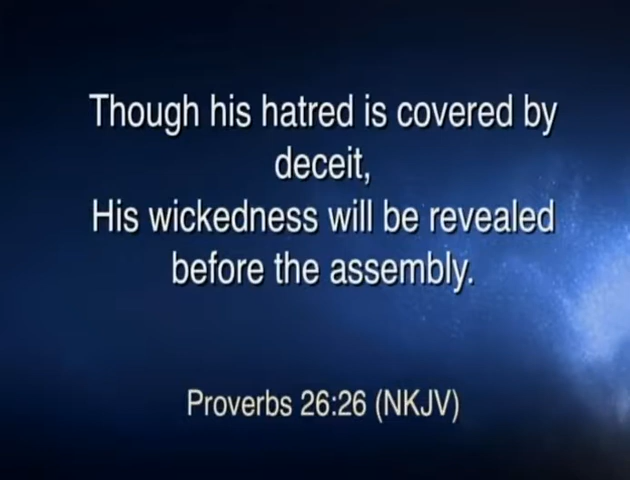 Though his hatred is covered by
deceit,
His wickedness will be revealed
before the assembly.
Proverbs 26:26 (NKJV)